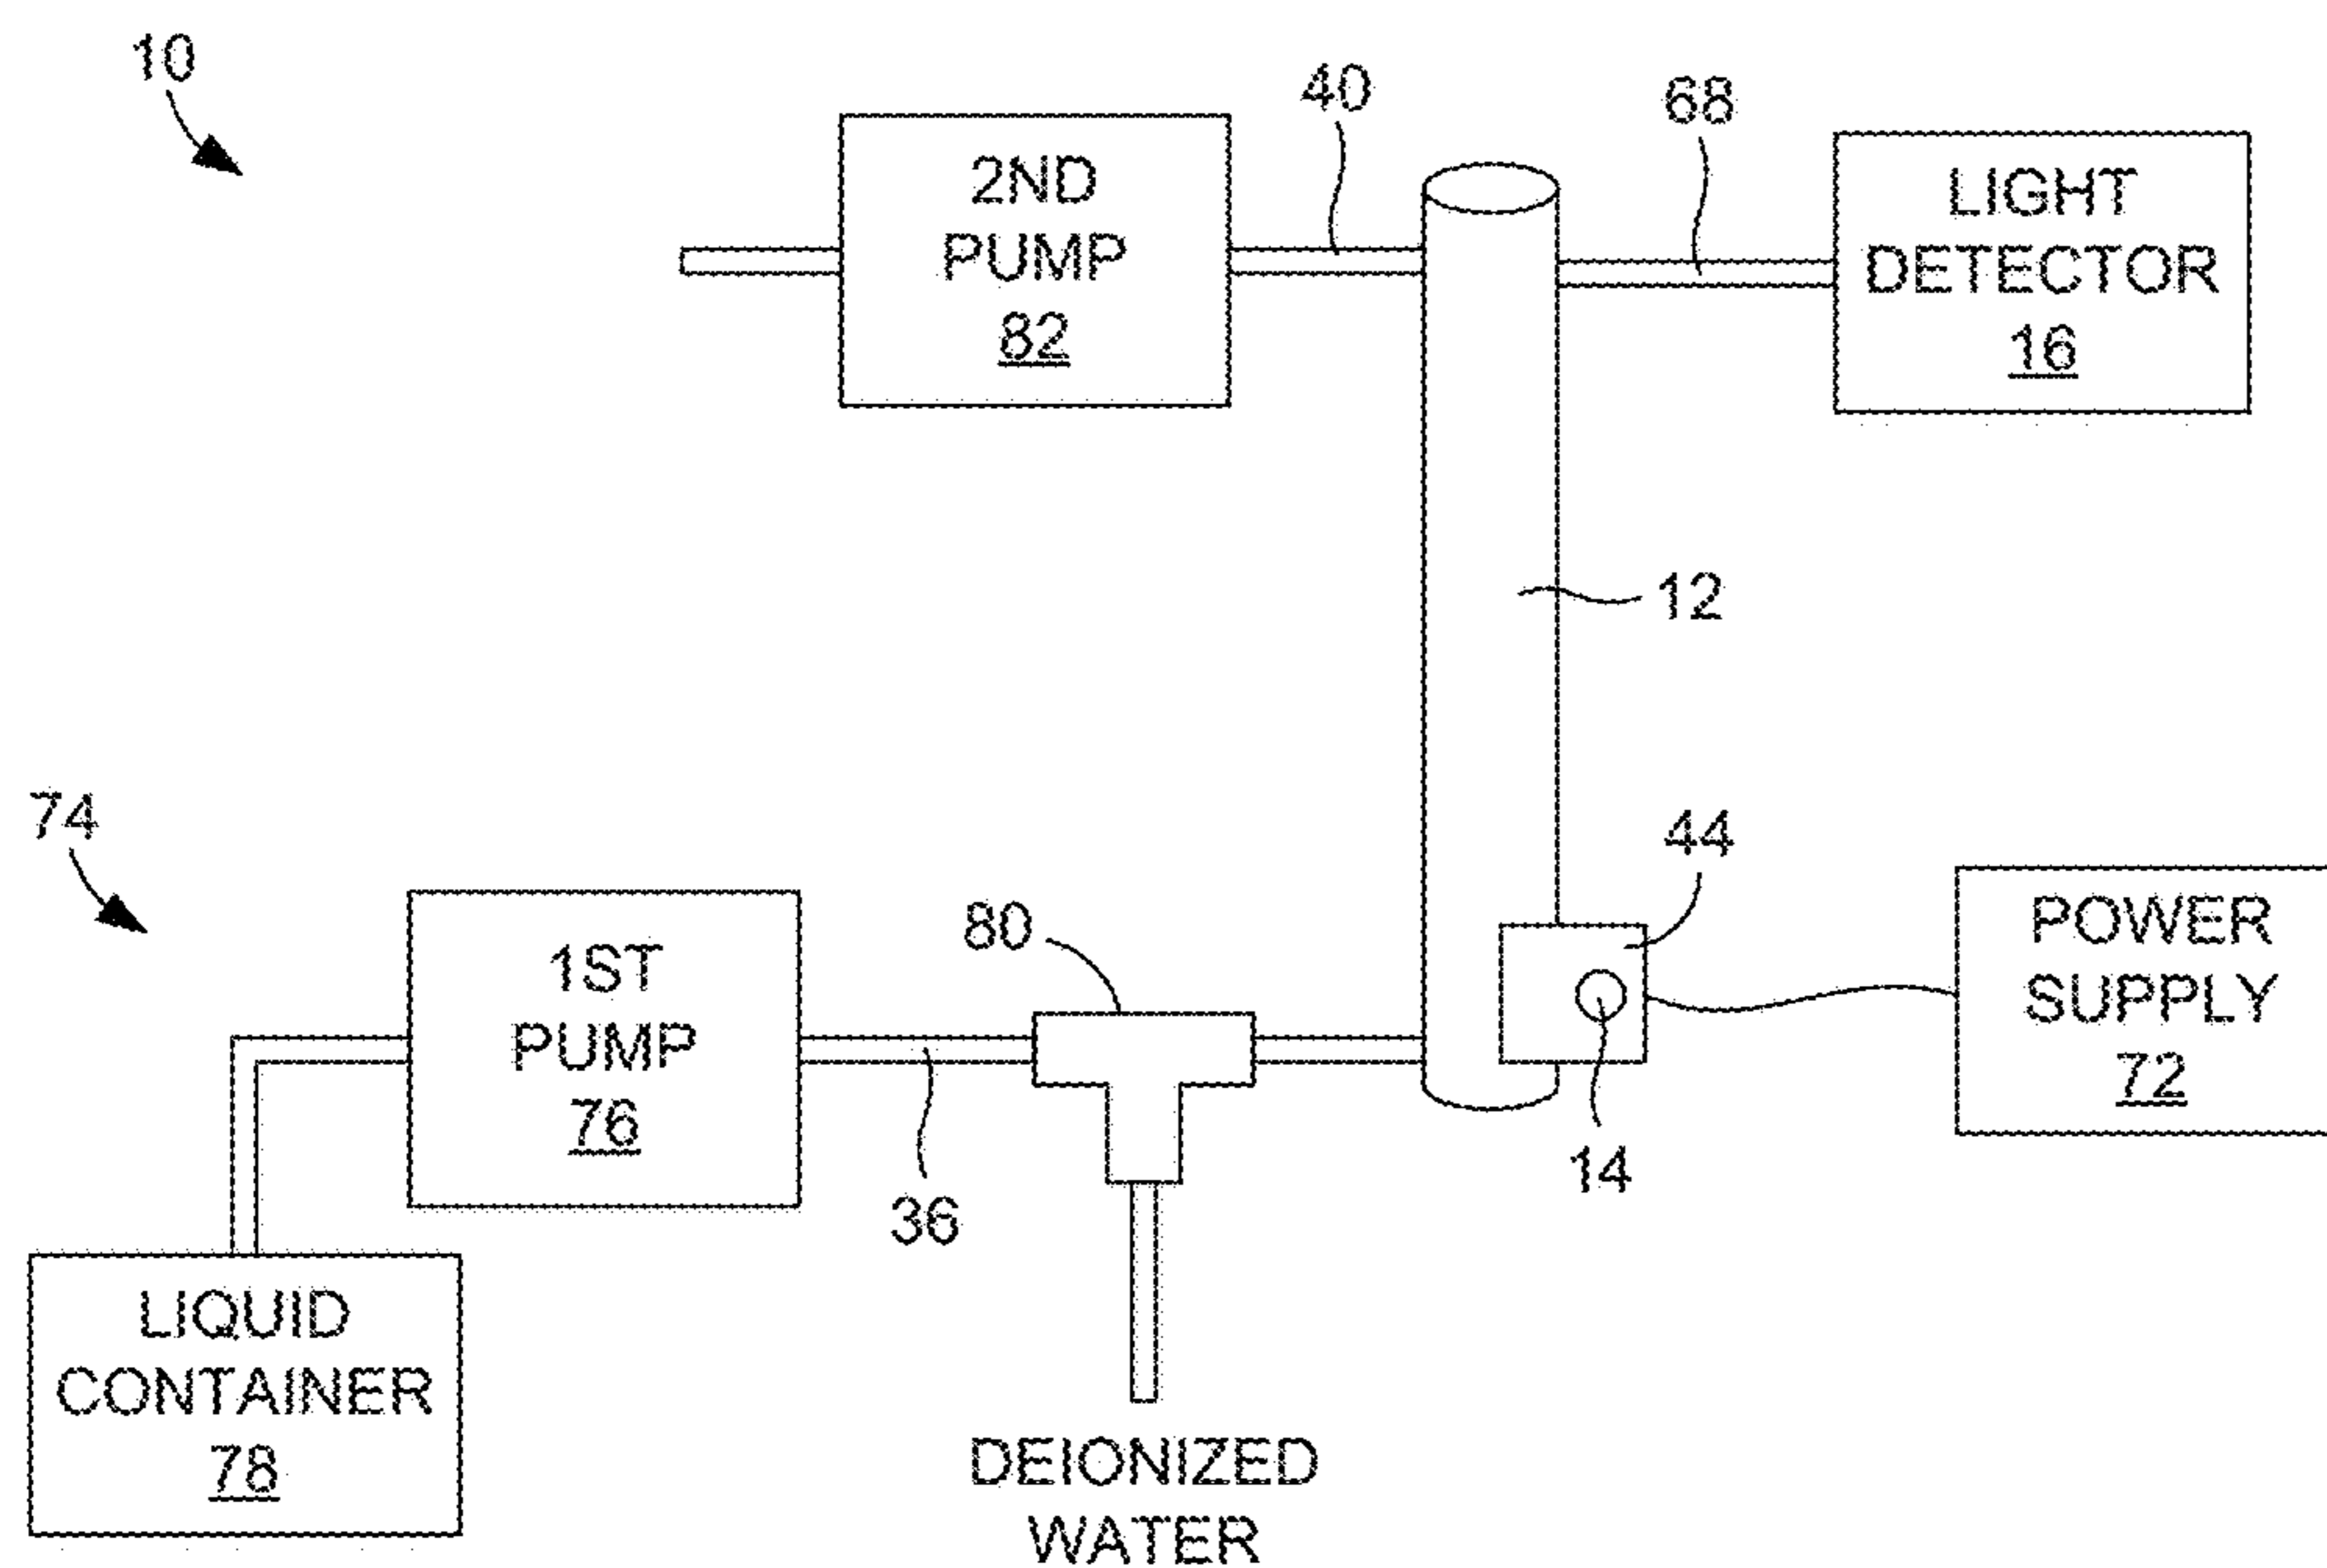 10
2ND
PUMP
82
40
68
LIGHT
DETECTOR
16
12
74
1ST
PUMP
76
36
80
44
14
POWER
SUPPLY
72
LIQUID
CONTAINER
78
DEIONIZED
WATER